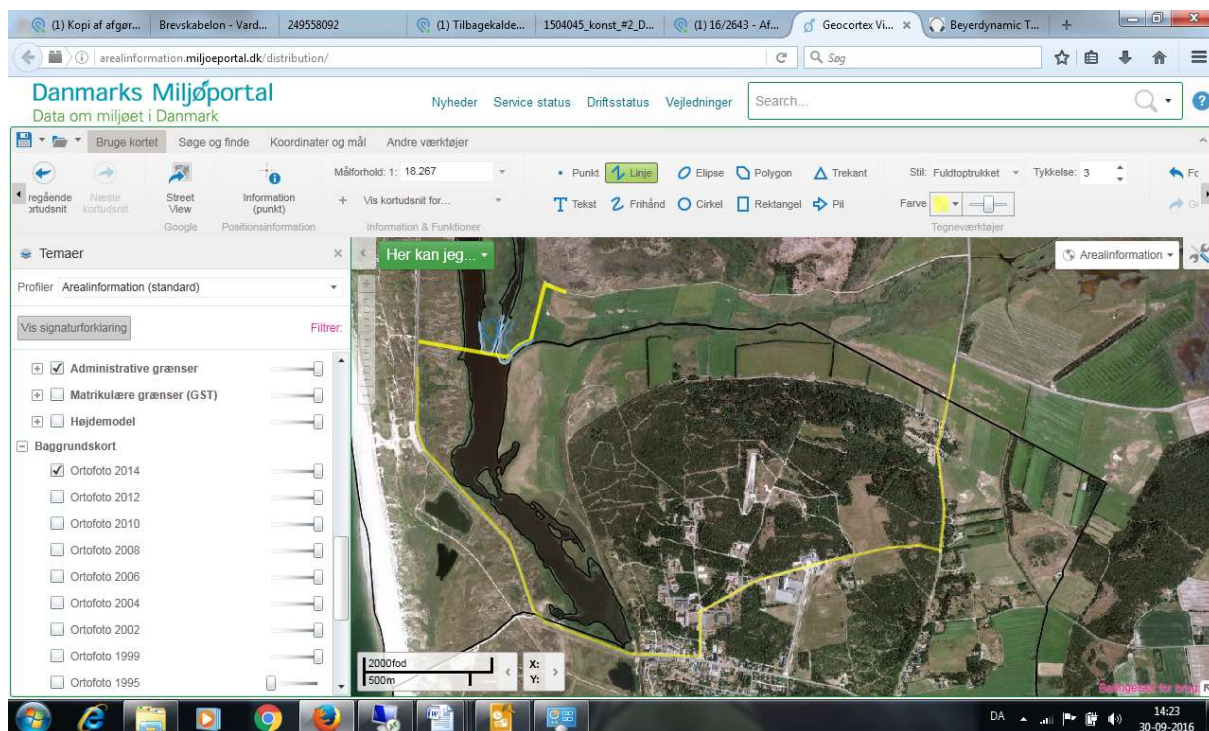 (1) Kopi af afgør... Brevskabelon - Vard... 249558092 (1) Tilbagekalde... 1504045_konst_#2_D... (1) 16/2643 - Af... Geocortex Vi... Beyerdynamic T...
arealinformation.miljoeportal.dk/distribution/ Søg
Danmarks Miljøportal
Data om miljøet i Danmark
Nyheder Service status Driftsstatus Vejledninger Search...
Bruge kortet Søge og finde Koordinater og mål Andre værktøjer
regående Næste Street Information
ortudsnit kortudsnit View (punkt)
Google Positionsinformation
Målforhold: 1: 18.267
Vis kortudsnit for...
Information & Funktioner
Punkt Linje Elipse Polygon Trekant Stil: Fuldtoptrukket Tykkelse: 3
Tekst Frihånd Cirkel Rektangel Pil Farve
Tegneværktøjer
Temaer
Her kan jeg...
Arealinformation
Profiler Arealinformation (standard)
Vis signaturforklaring Filtrer:
Administrative grænser
Matrikulære grænser (GST)
Højdemodel
Baggrundskort
Ortofoto 2014
Ortofoto 2012
Ortofoto 2010
Ortofoto 2008
Ortofoto 2006
Ortofoto 2004
Ortofoto 2002
Ortofoto 1999
Ortofoto 1995
2000fod
500m
X:
Y:
Betingelser for brug
DA 14:23
30-09-2016